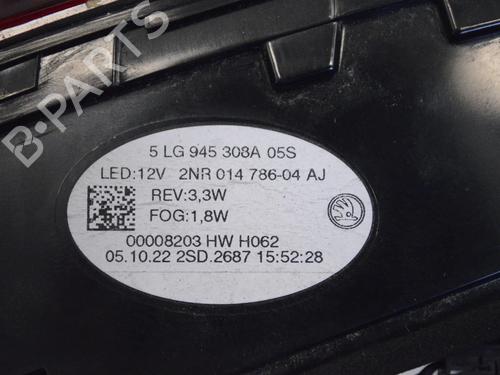 B-PARTS
5 LG 945 308A 05S
LED:12V 2NR 014 786-04 AJ
REV:3,3W
FOG:1,8W
00008203 HW H062
05.10.22 2SD.2687 15:52:28